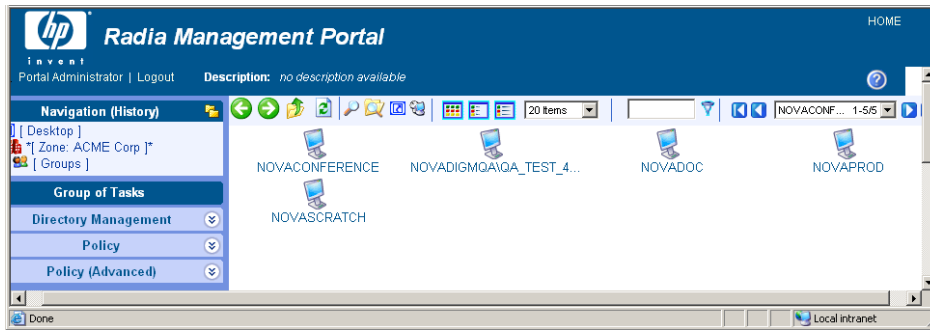 HOME
hp
Radia Management Portal
invent
Portal Administrator | Logout
Description: no description available
Navigation (History)
20 Items
NOVACONF... 1-5/5
[ Desktop ]
*[ Zone: ACME Corp ]*
[ Groups ]
NOVACONFERENCE
NOVADIGMQA\QA_TEST_4...
NOVADOC
NOVAPROD
Group of Tasks
Directory Management
NOVASCRATCH
Policy
Policy (Advanced)
Done
Local intranet